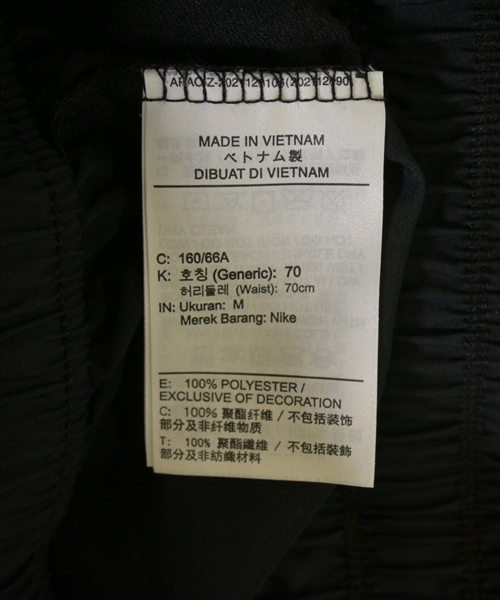 MADE IN VIETNAM
ベトナム製
DIBUAT DI VIETNAM
C: 160/66A
K: 호칭 (Generic): 70
허리둘레 (Waist): 70cm
IN: Ukuran: M
Merek Barang: Nike
E: 100% POLYESTER /
EXCLUSIVE OF DECORATION
C: 100% 聚酯纤维 / 不包括装饰
部分及非纤维物质
T: 100% 聚酯纖維 / 不包括裝飾
部分及非紡織材料